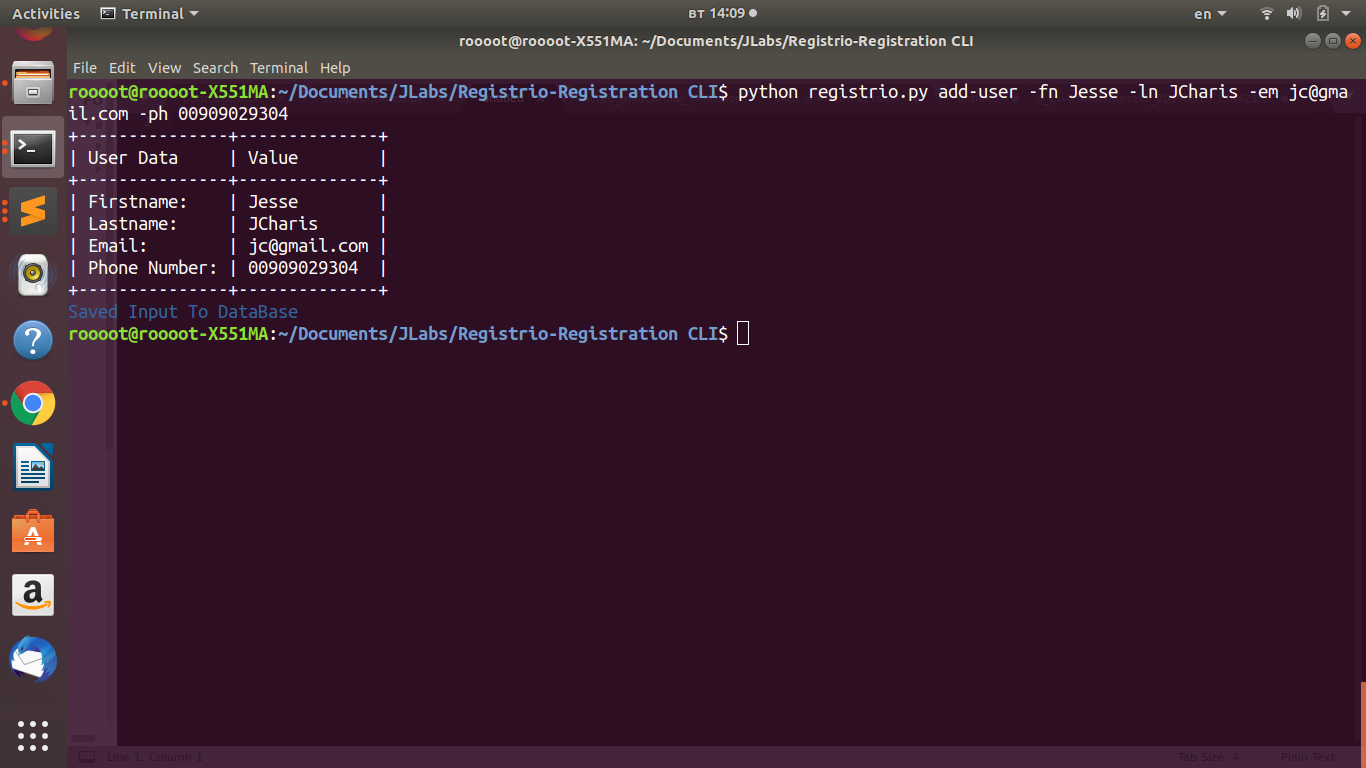 Activities Terminal вт 14:09 en
roooot@roooot-X551MA: ~/Documents/JLabs/Registrio-Registration CLI
File Edit View Search Terminal Help
roooot@roooot-X551MA:~/Documents/JLabs/Registrio-Registration CLI$ python registrio.py add-user -fn Jesse -ln JCharis -em jc@gma
il.com -ph 00909029304
+---------------+--------------+
| User Data     | Value        |
+---------------+--------------+
| Firstname:    | Jesse        |
| Lastname:     | JCharis      |
| Email:        | jc@gmail.com |
| Phone Number: | 00909029304  |
+---------------+--------------+
Saved Input To DataBase
roooot@roooot-X551MA:~/Documents/JLabs/Registrio-Registration CLI$
Line 1, Column 1 Tab Size: 4 Plain Text